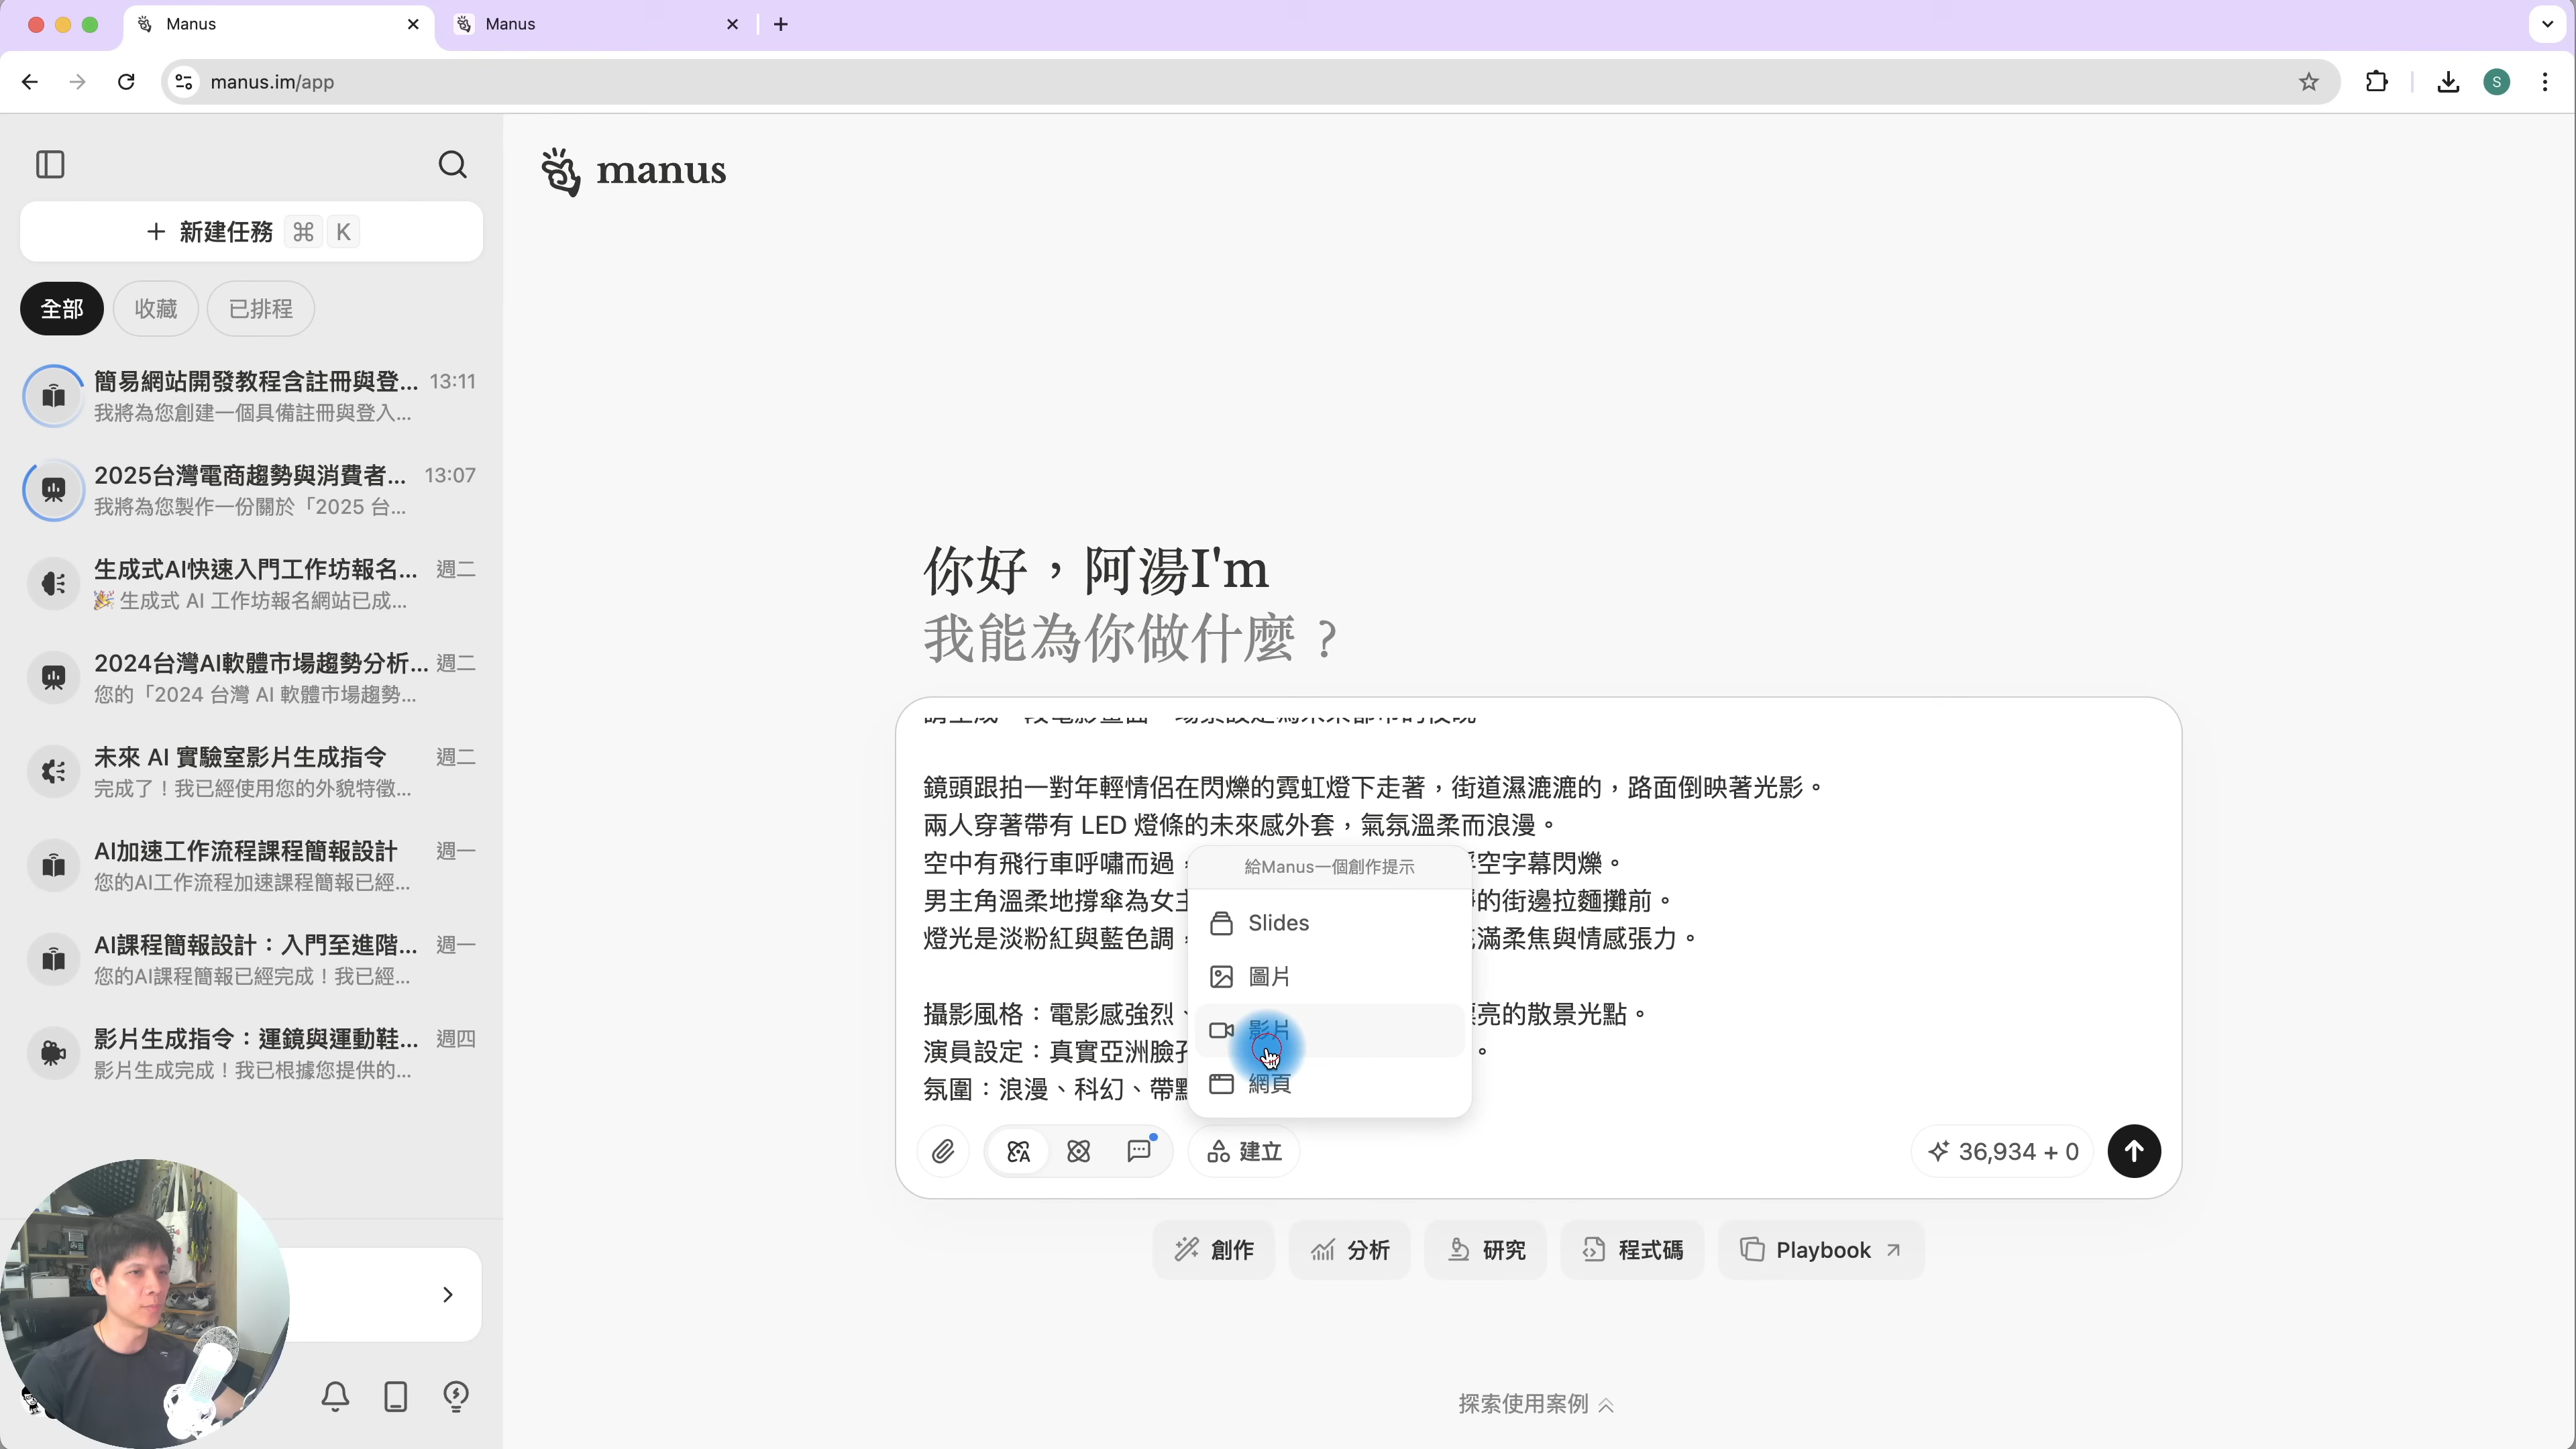 Manus
Manus
manus.im/app
S
manus
新建任務 ⌘ K
全部
收藏
已排程
簡易網站開發教程含註冊與登... 13:11
我將為您創建一個具備註冊與登入...
2025台灣電商趨勢與消費者... 13:07
我將為您製作一份關於「2025 台...
生成式AI快速入門工作坊報名... 週二
🎉 生成式 AI 工作坊報名網站已成...
2024台灣AI軟體市場趨勢分析... 週二
您的「2024 台灣 AI 軟體市場趨勢...
未來 AI 實驗室影片生成指令 週二
完成了！我已經使用您的外貌特徵...
AI加速工作流程課程簡報設計 週一
您的AI工作流程加速課程簡報已經...
AI課程簡報設計：入門至進階... 週一
您的AI課程簡報已經完成！我已經...
影片生成指令：運鏡與運動鞋... 週四
影片生成完成！我已根據您提供的...
你好，阿湯I'm
我能為你做什麼？
鏡頭跟拍一對年輕情侶在閃爍的霓虹燈下走著，街道濕漉漉的，路面倒映著光影。
兩人穿著帶有 LED 燈條的未來感外套，氣氛溫柔而浪漫。
空中有飛行車呼嘯而過，空字幕閃爍。
男主角溫柔地撐傘為女的街邊拉麵攤前。
燈光是淡粉紅與藍色調，滿柔焦與情感張力。
攝影風格：電影感強烈、亮的散景光點。
演員設定：真實亞洲臉。
氛圍：浪漫、科幻、帶
給Manus一個創作提示
Slides
圖片
影片
網頁
建立
36,934 + 0
創作
分析
研究
程式碼
Playbook
探索使用案例